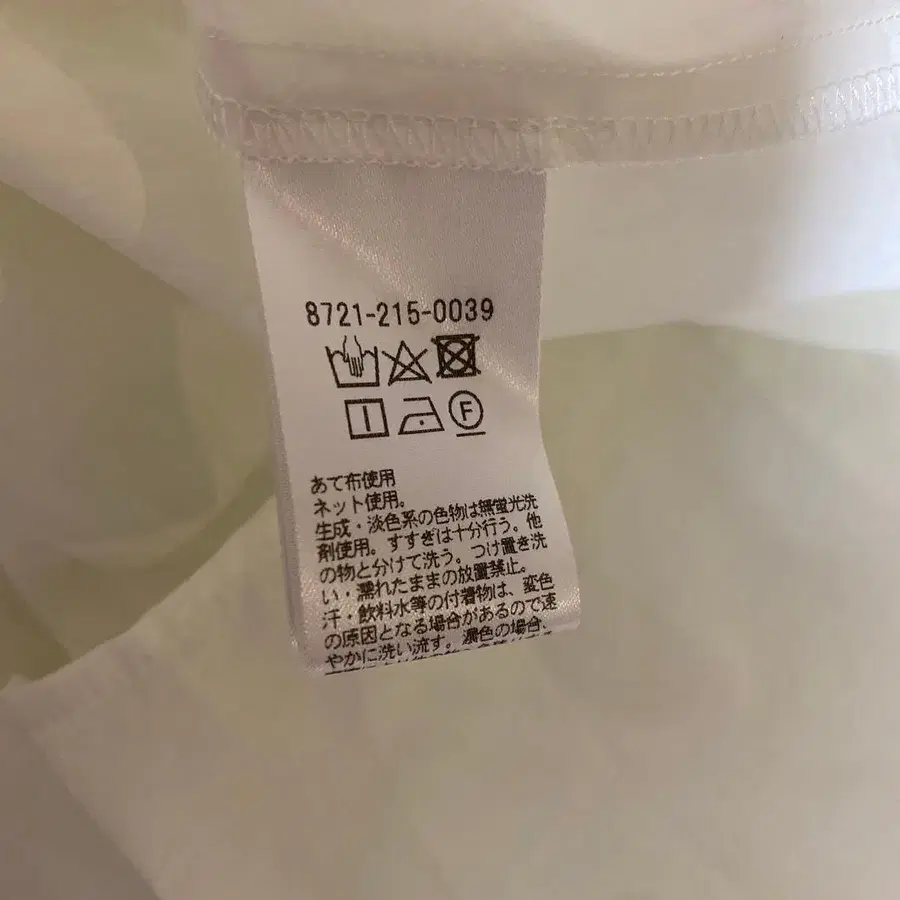 8721-215-0039
F
あて布使用
ネット使用。
生成・淡色系の色物は無蛍光洗
剤使用。すすぎは十分行う。他
の物と分けて洗う。つけ置き洗
い・濡れたままの放置禁止。
汗・飲料水等の付着物は、変色
の原因となる場合があるので速
やかに洗い流す。濃色の場合、